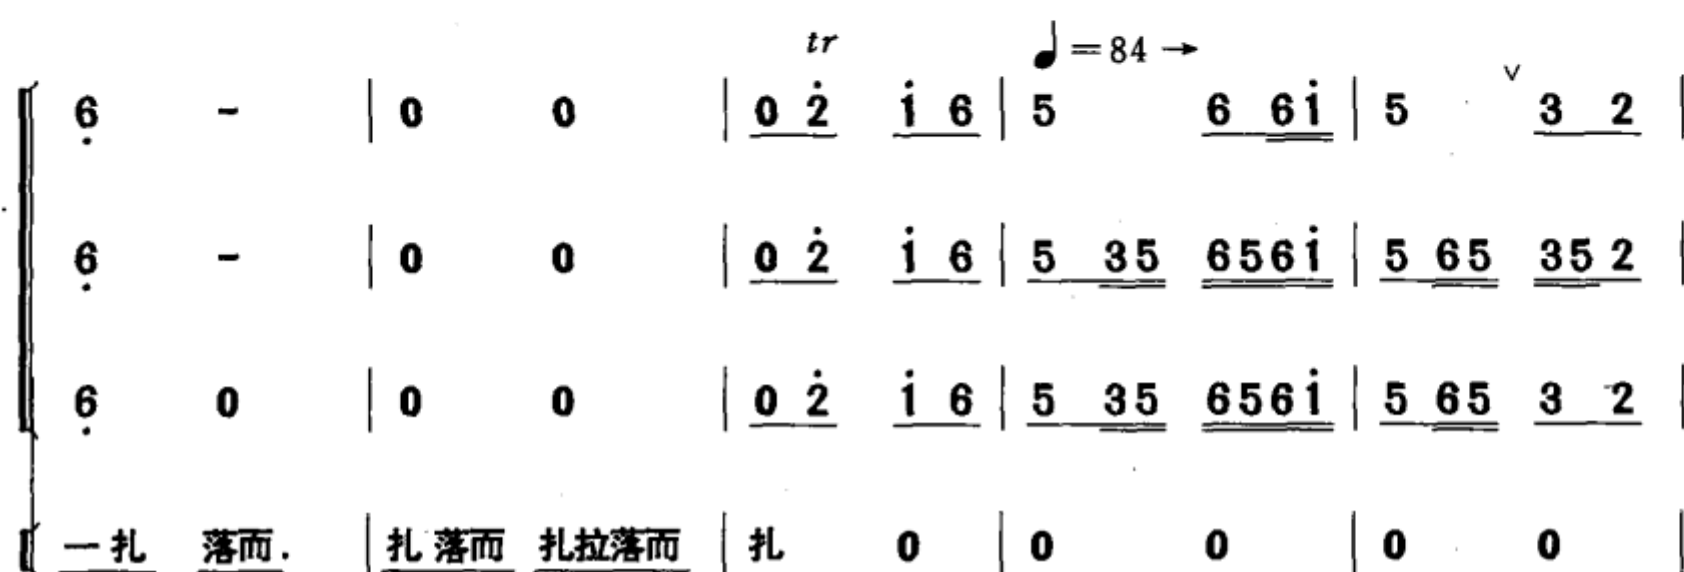 tr ♩=84→
6̣ - | 0 0 | 0 2̇ 1̇ 6 | 5 6 61̇ | 5 ∨ 3 2 |
6̣ - | 0 0 | 0 2̇ 1̇ 6 | 5 35 6561̇ | 5 65 35 2 |
6̣ 0 | 0 0 | 0 2̇ 1̇ 6 | 5 35 6561̇ | 5 65 3 2 |
一扎 落而. | 扎 落而 扎拉落而 | 扎 0 | 0 0 | 0 0 |